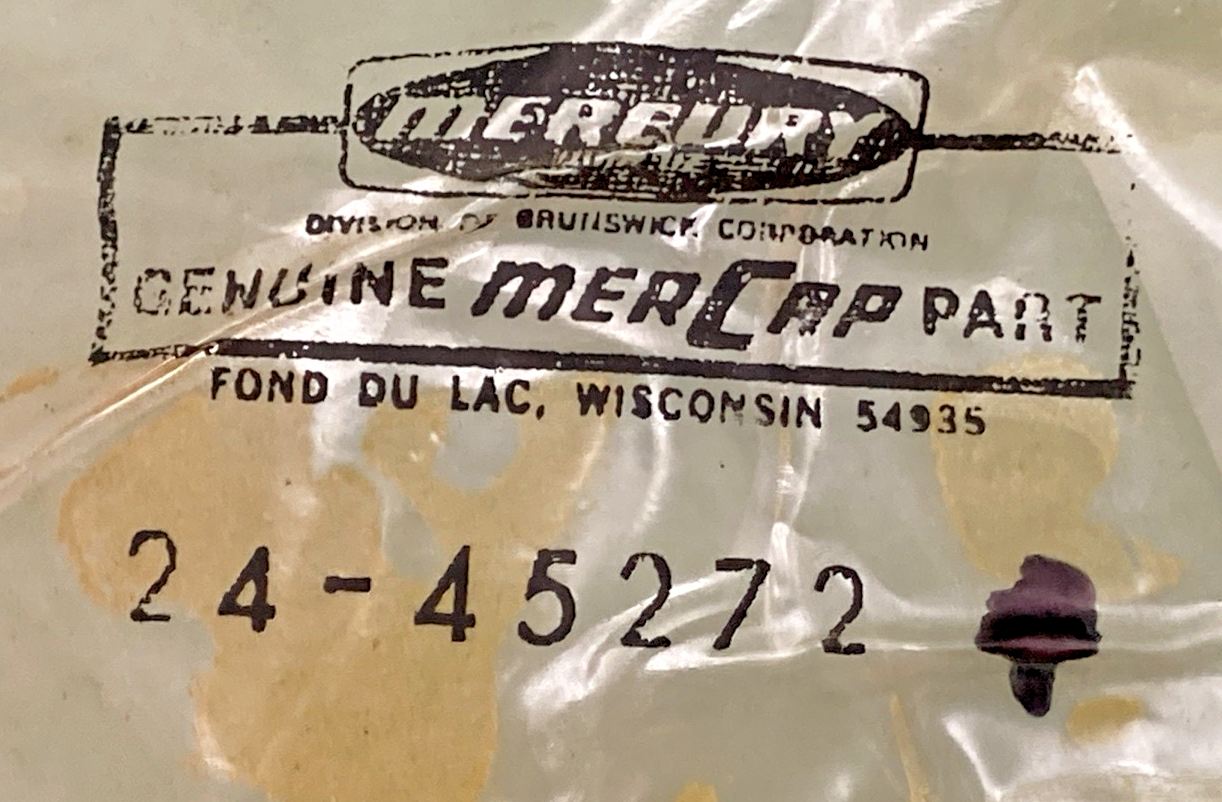 MERCURY
DIVISION OF BRUNSWICK CORPORATION
GENUINE MERCAP PART
FOND DU LAC, WISCONSIN 54935
24-45272